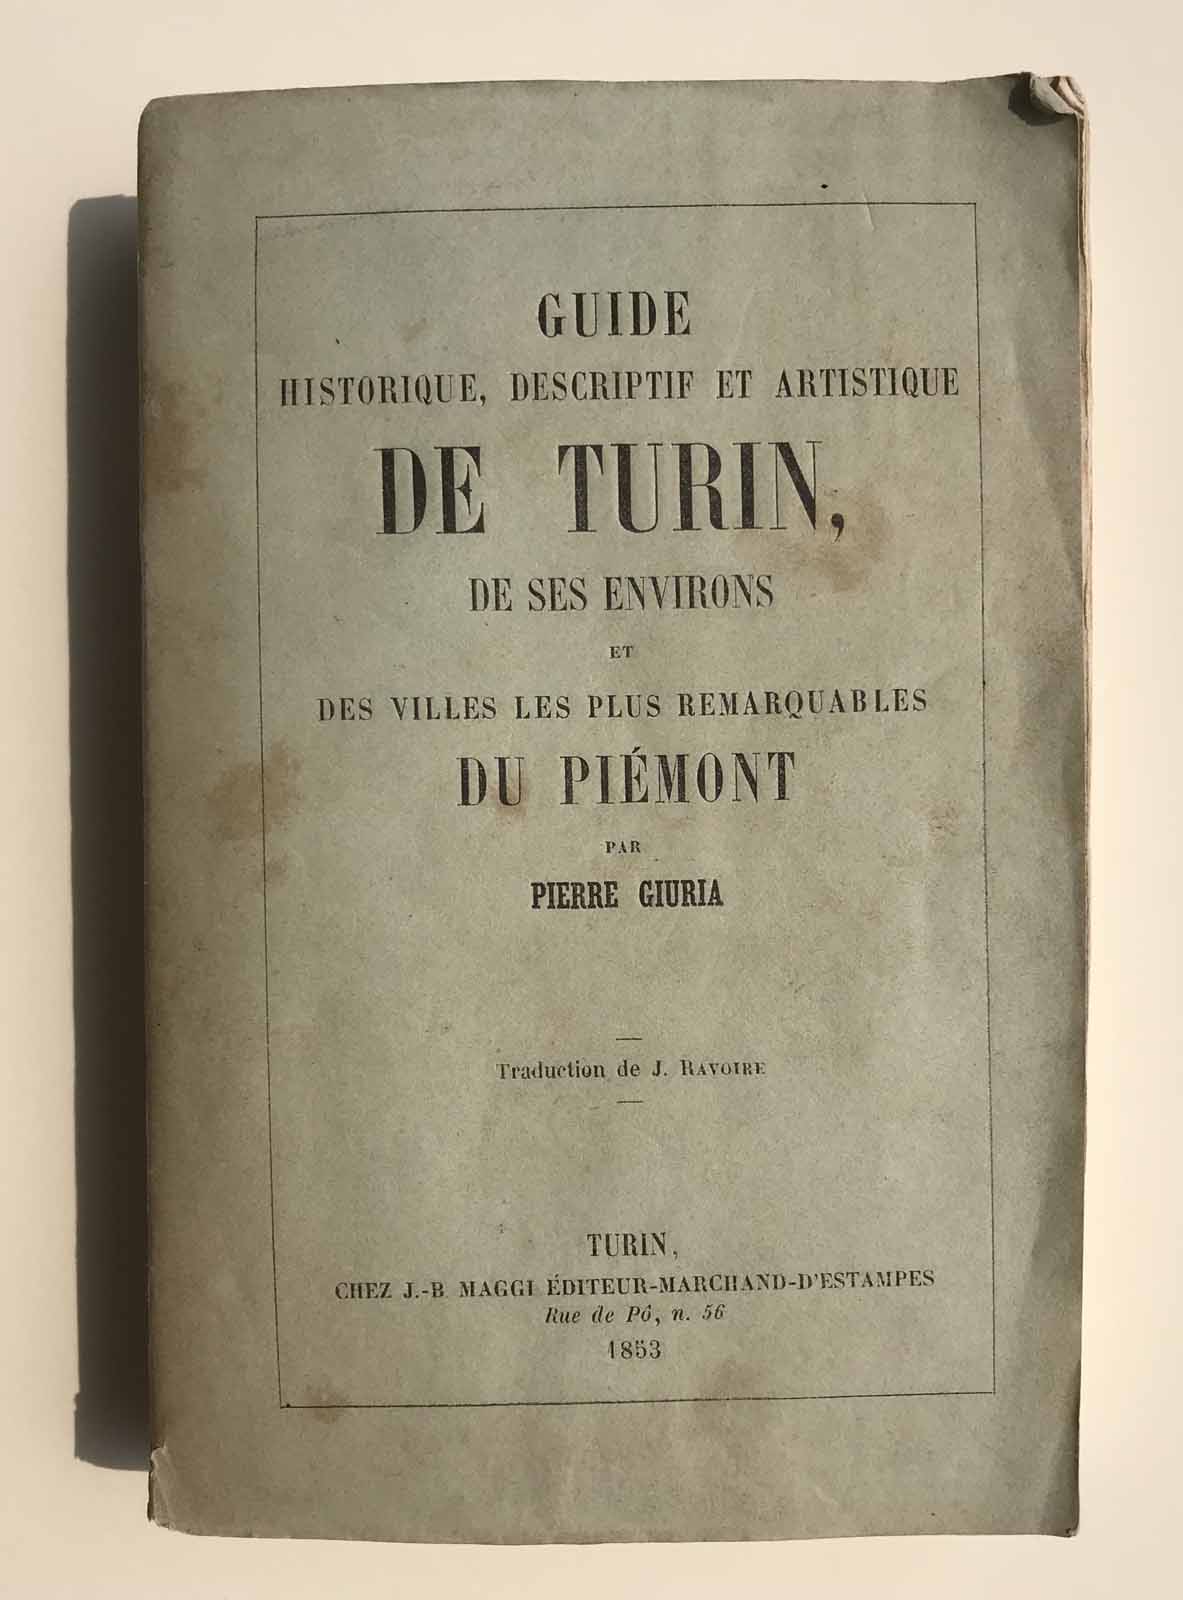 GUIDE
HISTORIQUE, DESCRIPTIF ET ARTISTIQUE
DE TURIN,
DE SES ENVIRONS
ET
DES VILLES LES PLUS REMARQUABLES
DU PIÉMONT
PAR
PIERRE GIURIA
Traduction de J. RAVOIRE
TURIN,
CHEZ J.-B. MAGGI ÉDITEUR-MARCHAND-D'ESTAMPES
Rue de Pô, n. 56
1853